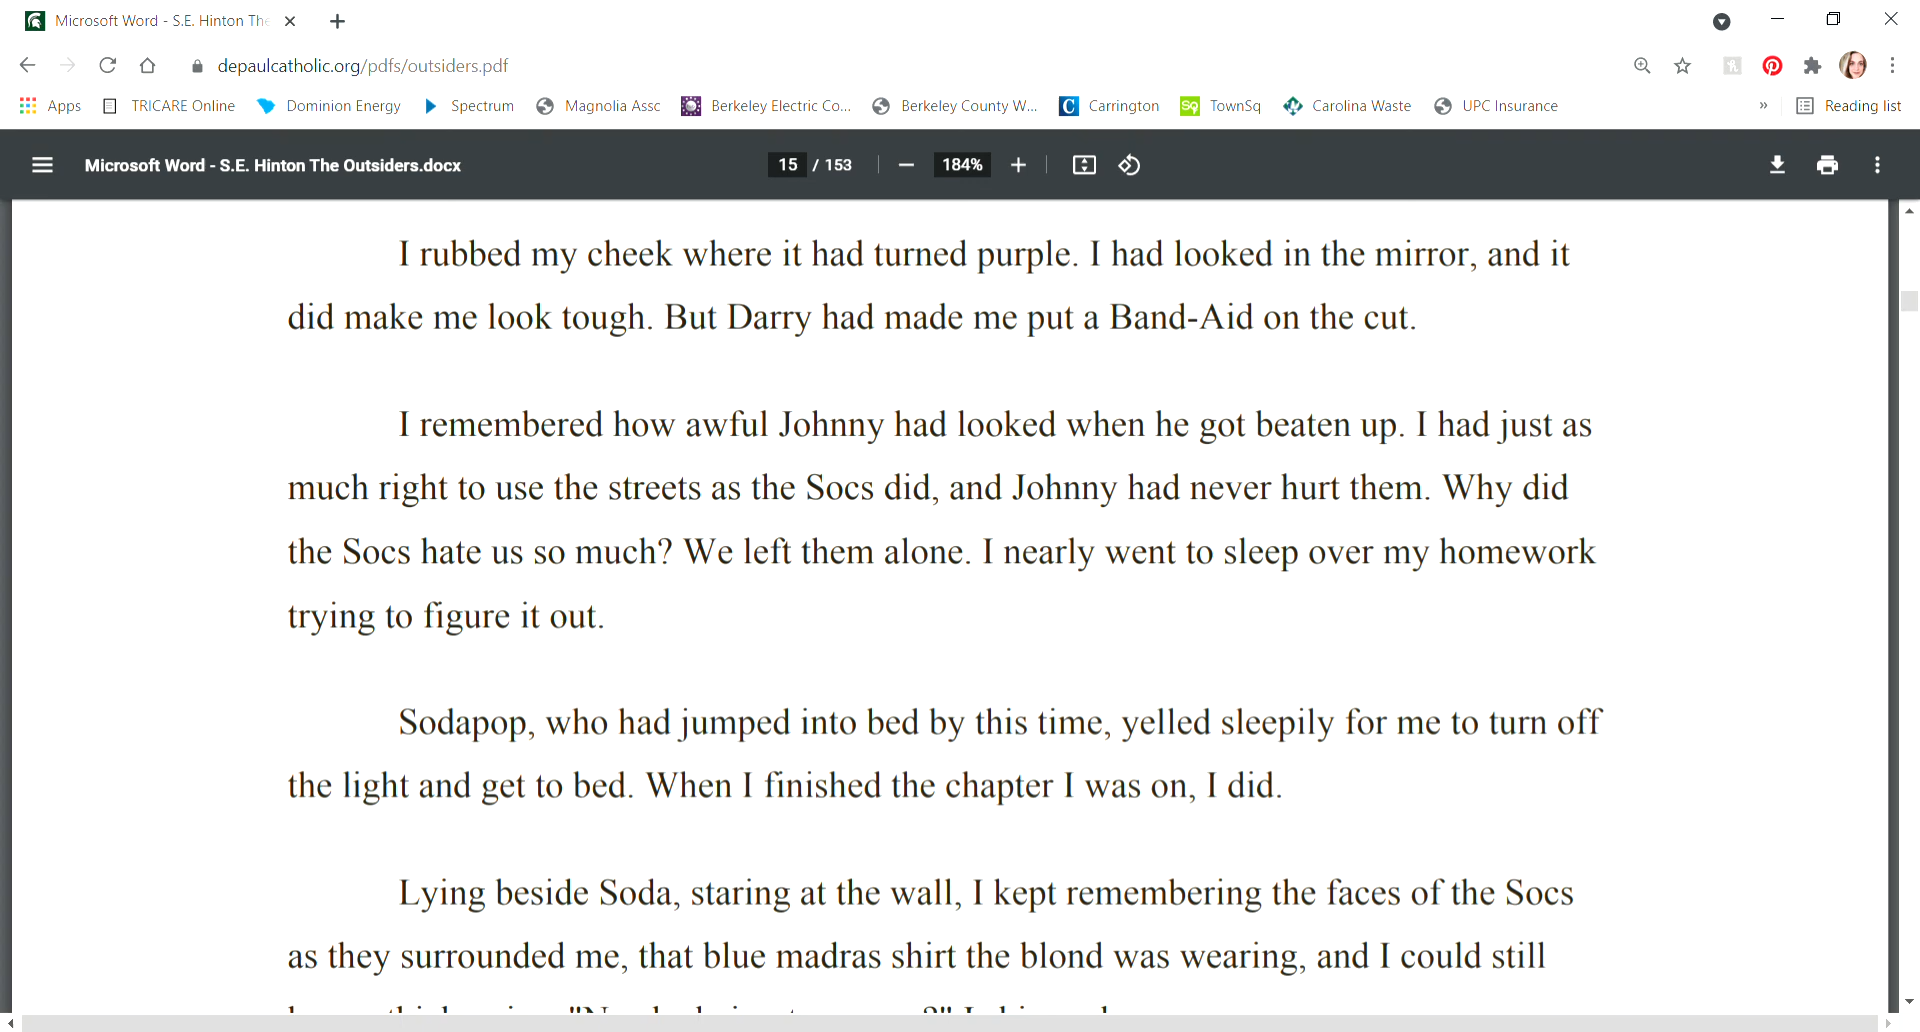 Microsoft Word - S.E. Hinton The
depaulcatholic.org/pdfs/outsiders.pdf
Apps TRICARE Online Dominion Energy Spectrum Magnolia Assc Berkeley Electric Co... Berkeley County W... Carrington TownSq Carolina Waste UPC Insurance » Reading list
Microsoft Word - S.E. Hinton The Outsiders.docx 15 / 153 184%
I rubbed my cheek where it had turned purple. I had looked in the mirror, and it
did make me look tough. But Darry had made me put a Band-Aid on the cut.
I remembered how awful Johnny had looked when he got beaten up. I had just as
much right to use the streets as the Socs did, and Johnny had never hurt them. Why did
the Socs hate us so much? We left them alone. I nearly went to sleep over my homework
trying to figure it out.
Sodapop, who had jumped into bed by this time, yelled sleepily for me to turn off
the light and get to bed. When I finished the chapter I was on, I did.
Lying beside Soda, staring at the wall, I kept remembering the faces of the Socs
as they surrounded me, that blue madras shirt the blond was wearing, and I could still